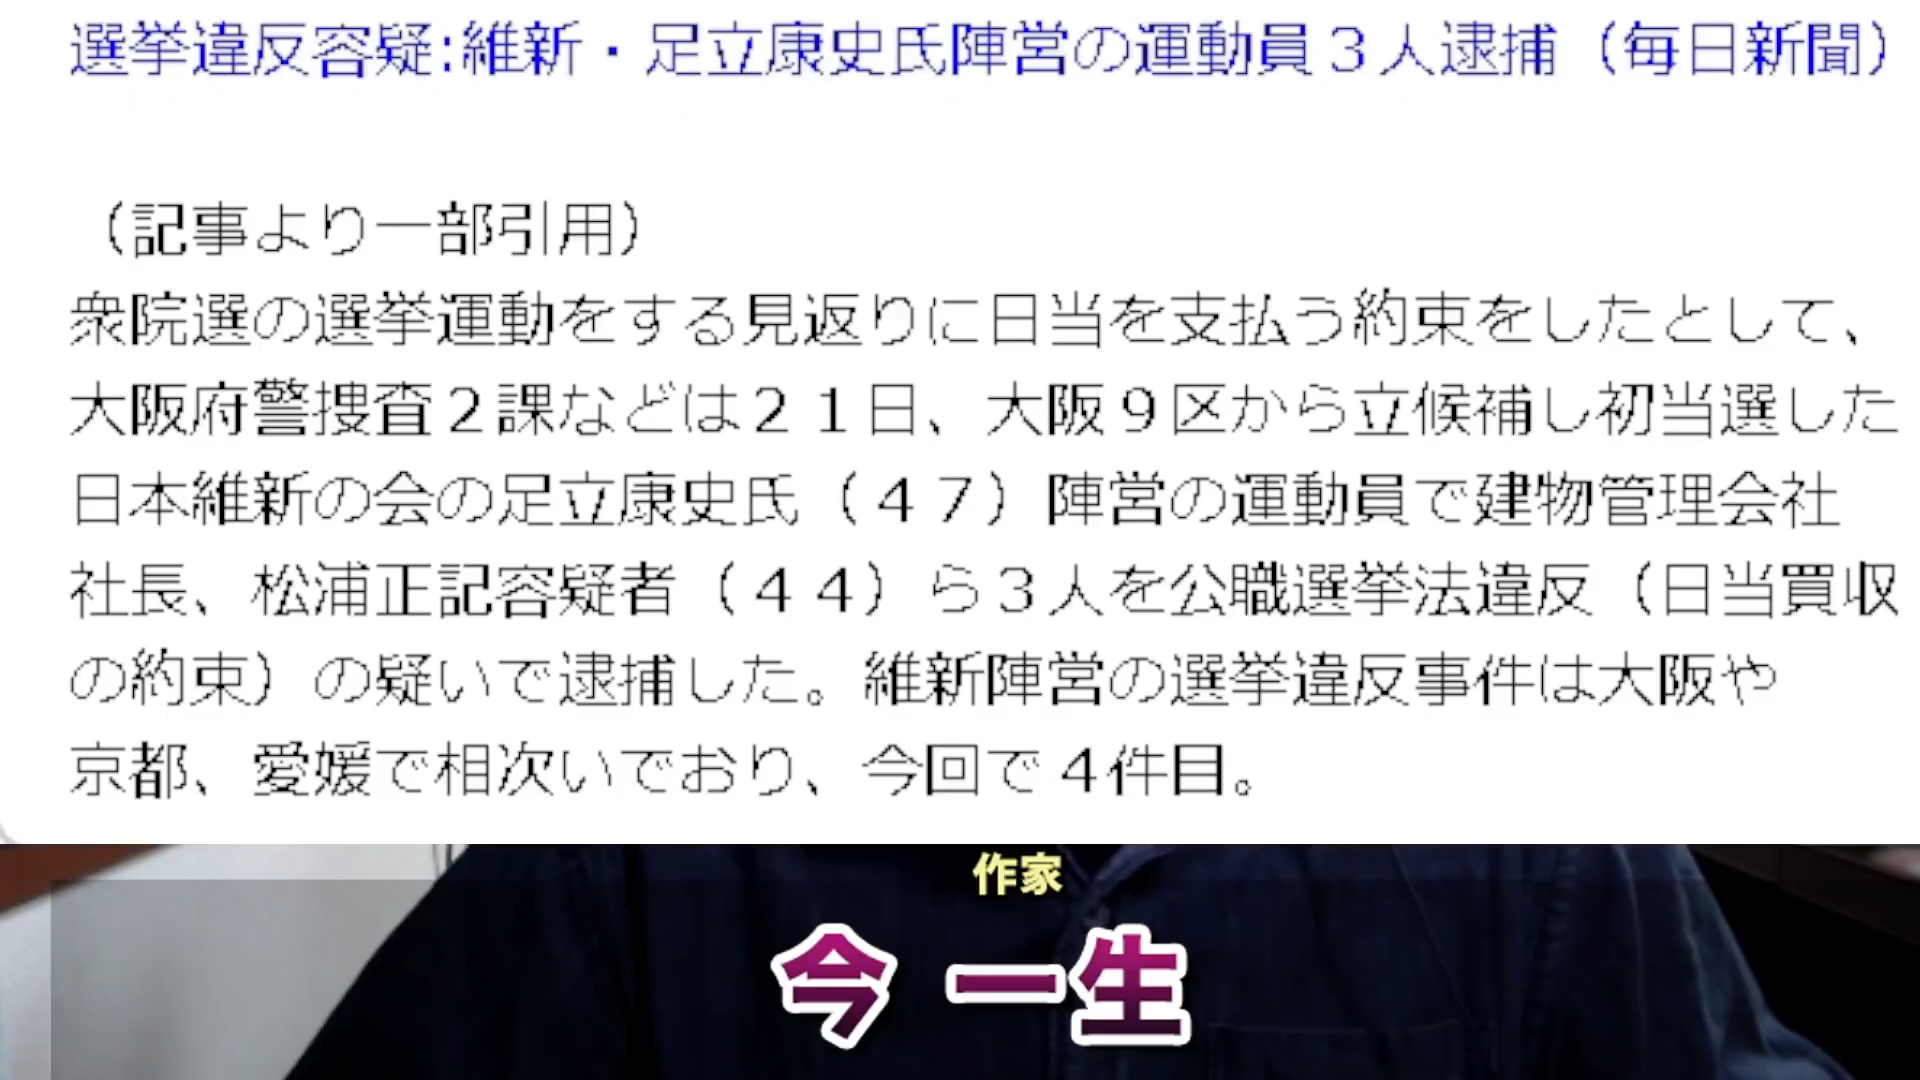 選挙違反容疑:維新・足立康史氏陣営の運動員３人逮捕（毎日新聞）
（記事より一部引用）
衆院選の選挙運動をする見返りに日当を支払う約束をしたとして、
大阪府警捜査２課などは２１日、大阪９区から立候補し初当選した
日本維新の会の足立康史氏（４７）陣営の運動員で建物管理会社
社長、松浦正記容疑者（４４）ら３人を公職選挙法違反（日当買収
の約束）の疑いで逮捕した。維新陣営の選挙違反事件は大阪や
京都、愛媛で相次いでおり、今回で４件目。
作家
今 一生